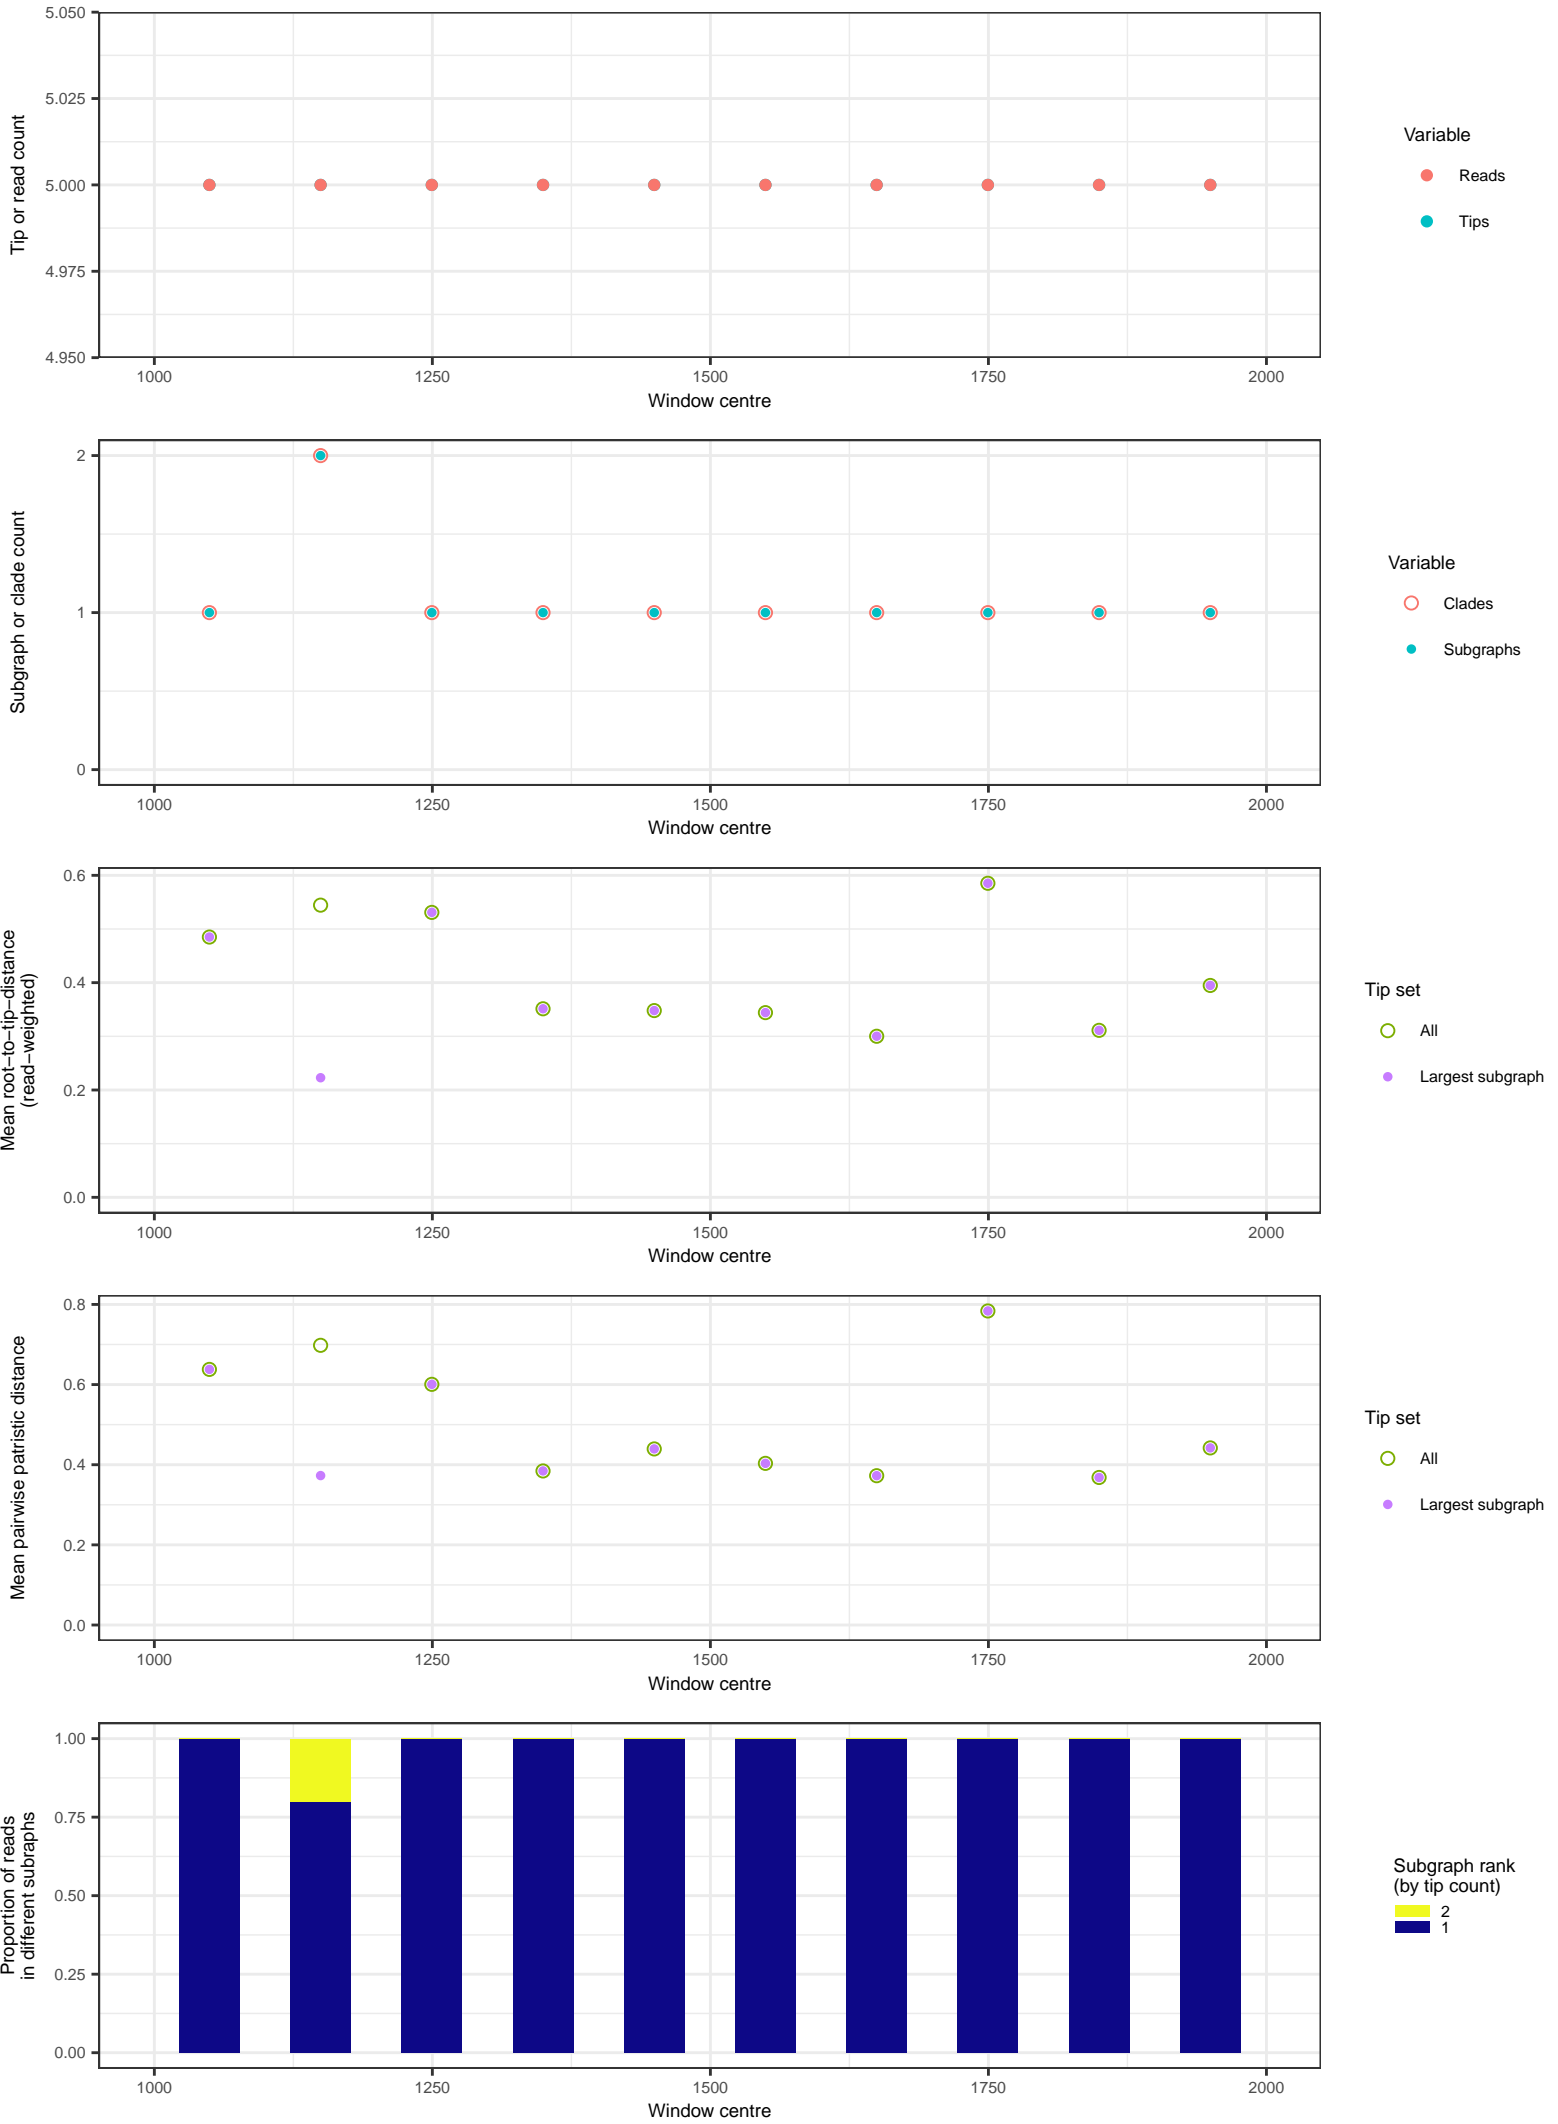 5.050
5.025
5.000
4.975
4.950
Tip or read count
1000 1250 1500 1750 2000
Window centre
Variable
Reads
Tips
2
1
0
Subgraph or clade count
1000 1250 1500 1750 2000
Window centre
Variable
Clades
Subgraphs
0.6
0.4
0.2
0.0
Mean root−to−tip−distance
(read−weighted)
1000 1250 1500 1750 2000
Window centre
Tip set
All
Largest subgraph
0.8
0.6
0.4
0.2
0.0
Mean pairwise patristic distance
1000 1250 1500 1750 2000
Window centre
Tip set
All
Largest subgraph
1.00
0.75
0.50
0.25
0.00
Proportion of reads
in different subraphs
1000 1250 1500 1750 2000
Window centre
Subgraph rank
(by tip count)
2
1